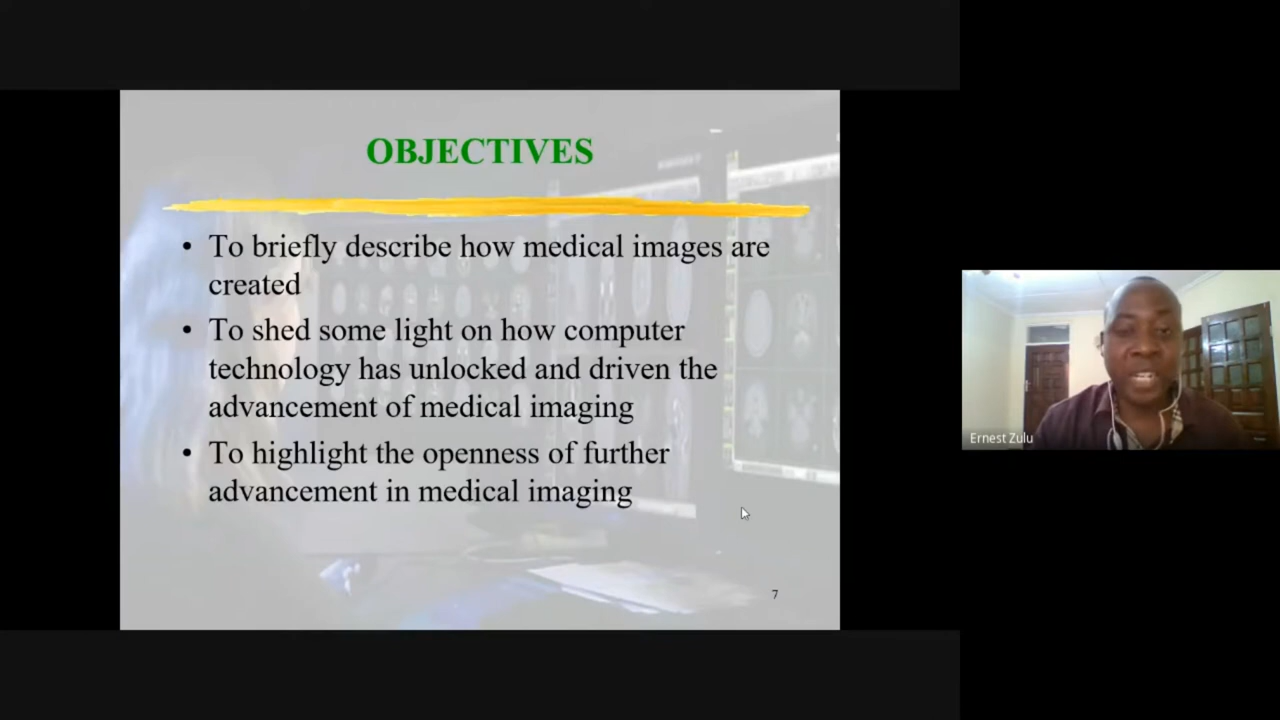 OBJECTIVES
• To briefly describe how medical images are
created
• To shed some light on how computer
technology has unlocked and driven the
advancement of medical imaging
• To highlight the openness of further
advancement in medical imaging
7
Ernest Zulu